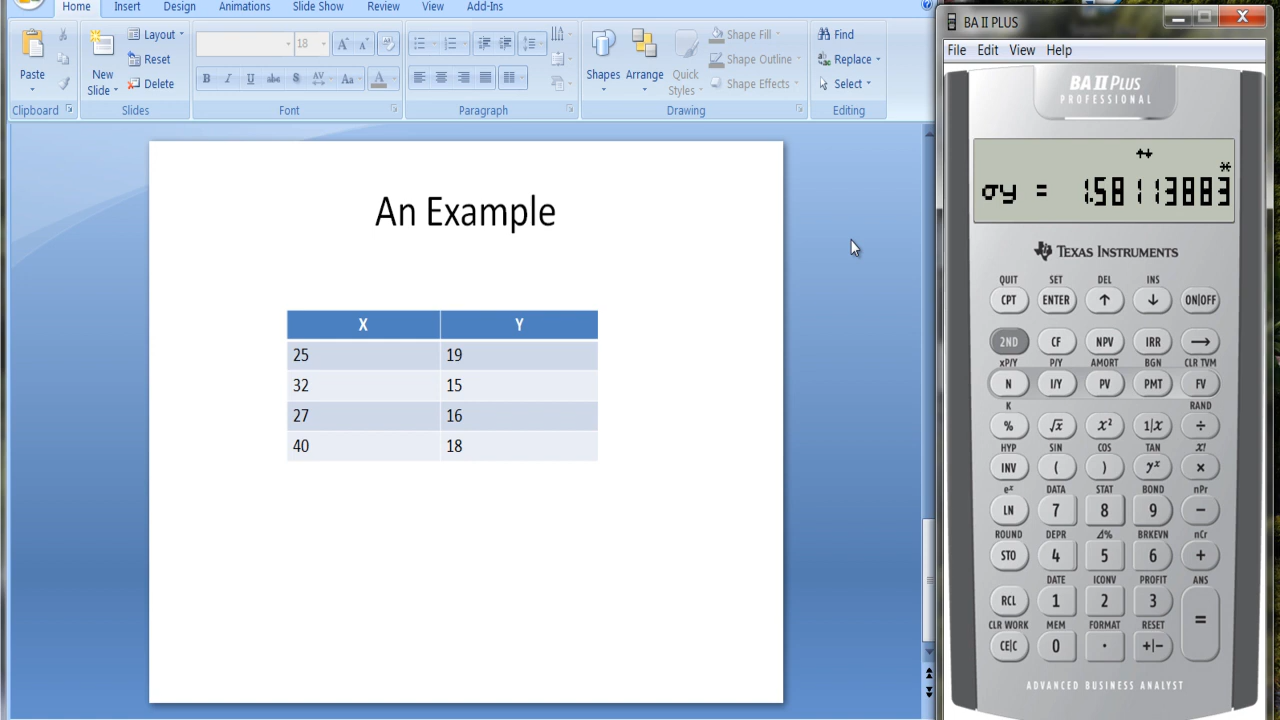 Home Insert Design Animations Slide Show Review View Add-Ins
Paste
New
Slide
Layout
Reset
Delete
18
B I U abc S AV Aa A
Shapes
Arrange
Quick
Styles
Shape Fill
Shape Outline
Shape Effects
Find
Replace
Select
Clipboard Slides Font Paragraph Drawing Editing
An Example
X Y
25 19
32 15
27 16
40 18
BA II PLUS
File Edit View Help
BA II PLUS
PROFESSIONAL
σy = 1.58113883
TEXAS INSTRUMENTS
QUIT SET DEL INS
CPT ENTER ↑ ↓ ON|OFF
2ND CF NPV IRR →
xP/Y P/Y AMORT BGN CLR TVM
N I/Y PV PMT FV
K RAND
% √x x² 1/x ÷
HYP SIN COS TAN x!
INV ( ) yˣ ×
eˣ DATA STAT BOND nPr
LN 7 8 9 −
ROUND DEPR Δ% BRKEVN nCr
STO 4 5 6 +
DATE ICONV PROFIT ANS
RCL 1 2 3 =
CLR WORK MEM FORMAT RESET
CE|C 0 . +|−
ADVANCED BUSINESS ANALYST